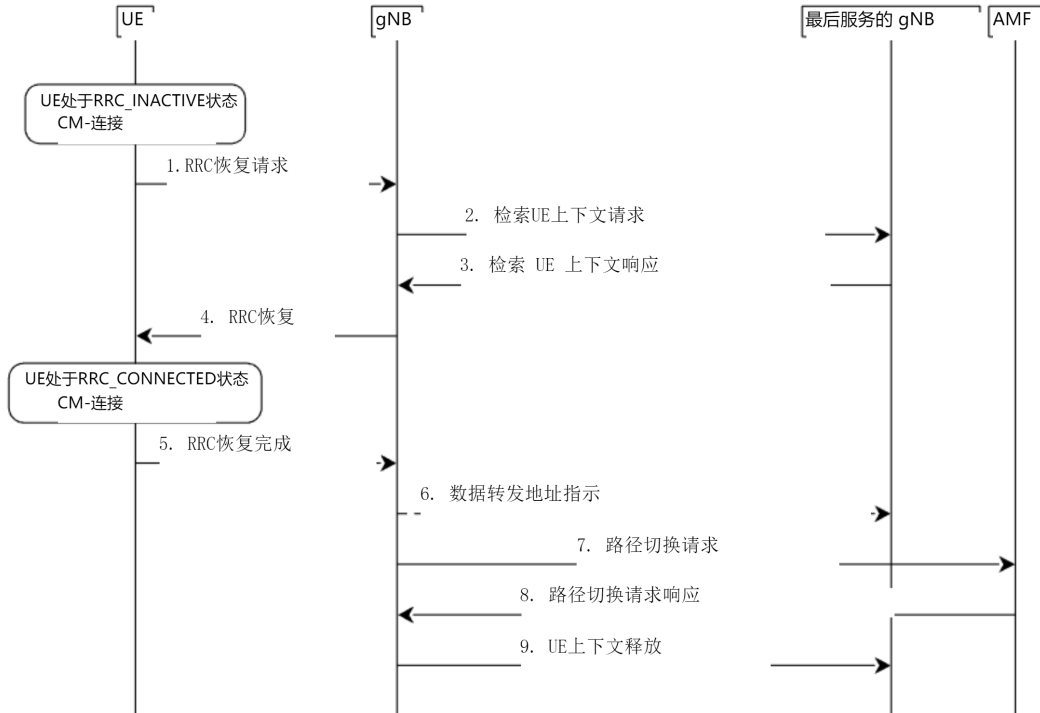 UE
gNB
最后服务的 gNB
AMF
UE处于RRC_INACTIVE状态
CM-连接
1.RRC恢复请求
2. 检索UE上下文请求
3. 检索 UE 上下文响应
4. RRC恢复
UE处于RRC_CONNECTED状态
CM-连接
5. RRC恢复完成
6. 数据转发地址指示
7. 路径切换请求
8. 路径切换请求响应
9. UE上下文释放